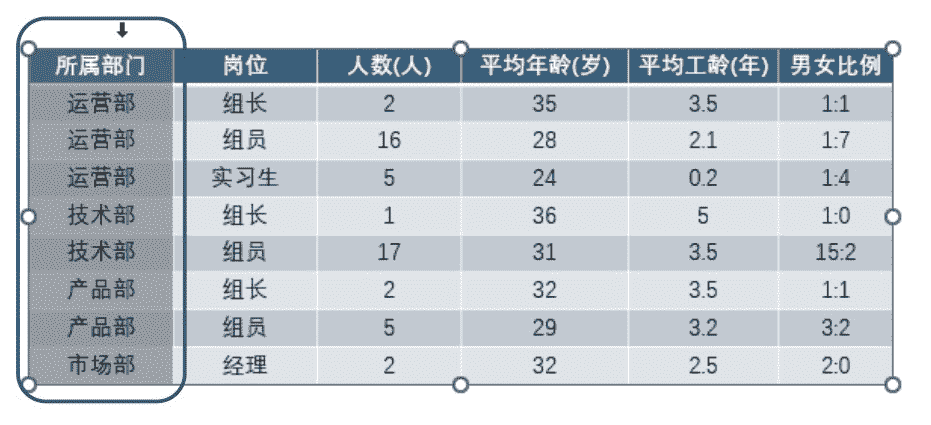 所属部门 岗位 人数(人) 平均年龄(岁) 平均工龄(年) 男女比例
运营部 组长 2 35 3.5 1:1
运营部 组员 16 28 2.1 1:7
运营部 实习生 5 24 0.2 1:4
技术部 组长 1 36 5 1:0
技术部 组员 17 31 3.5 15:2
产品部 组长 2 32 3.5 1:1
产品部 组员 5 29 3.2 3:2
市场部 经理 2 32 2.5 2:0